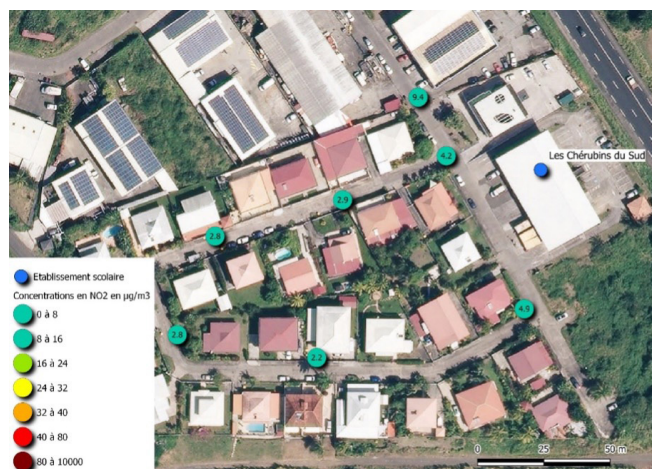 9.4
4.2
Les Chérubins du Sud
2.9
2.8
4.9
2.8
2.2
Etablissement scolaire
Concentrations en NO2 en µg/m3
0 à 8
8 à 16
16 à 24
24 à 32
32 à 40
40 à 80
80 à 10000
0 25 50 m